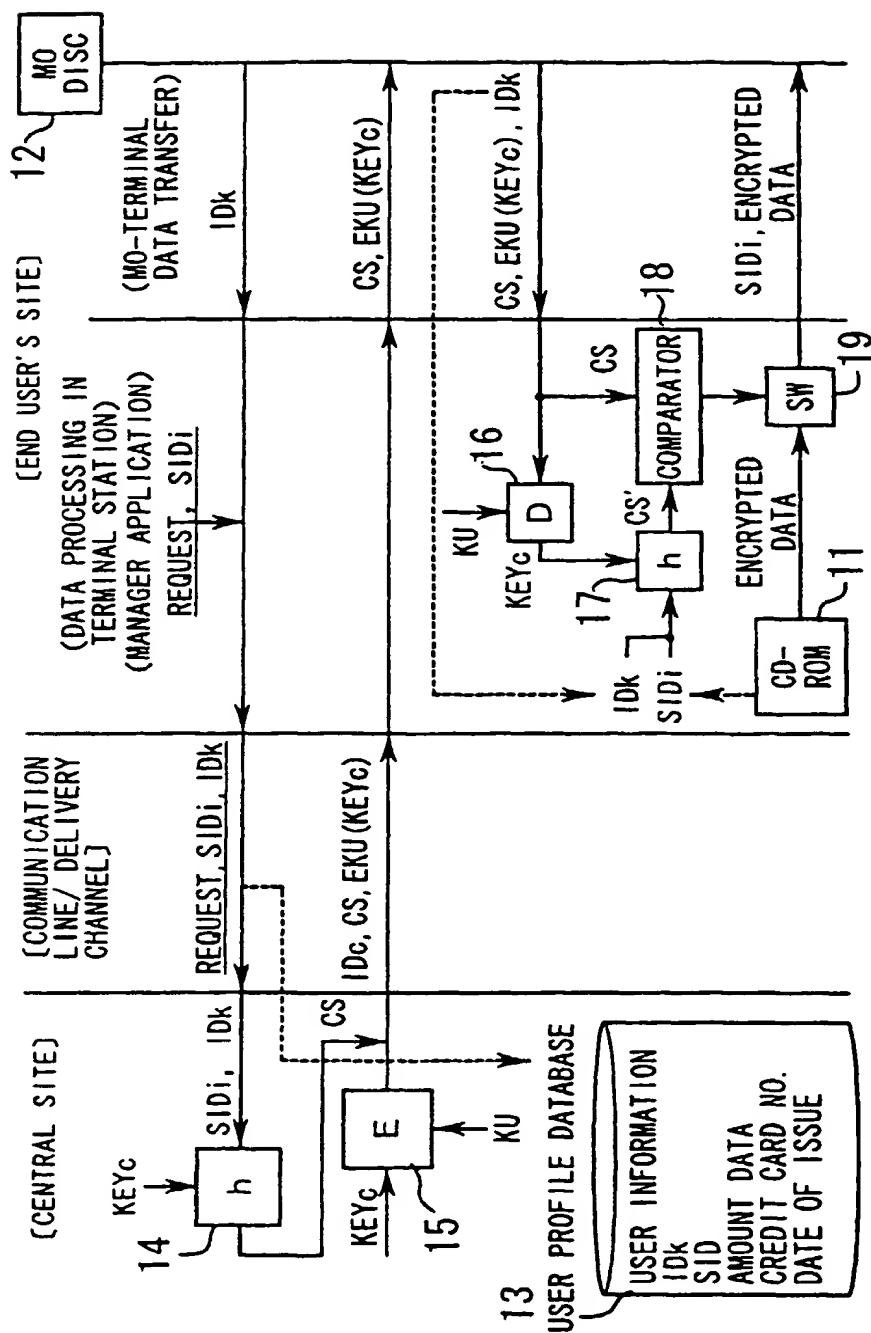 [CENTRAL SITE]
[COMMUNICATION
LINE/ DELIVERY
CHANNEL]
[END USER'S SITE]
(DATA PROCESSING IN
TERMINAL STATION)
(MANAGER APPLICATION)
(MO-TERMINAL
DATA TRANSFER)
12
MO
DISC
IDk
REQUEST, SIDi
REQUEST, SIDi, IDk
SIDi, IDk
KEYc
h
14
CS
KEYc
E
15
KU
IDc, CS, EKU(KEYc)
CS, EKU(KEYc)
CS, EKU(KEYc), IDk
KU
D
16
KEYc
17
h
IDk
SIDi
CS'
CS
COMPARATOR
18
CD-
ROM
11
ENCRYPTED
DATA
SW
19
SIDi, ENCRYPTED
DATA
13
USER PROFILE DATABASE
USER INFORMATION
IDk
SID
AMOUNT DATA
CREDIT CARD NO.
DATE OF ISSUE